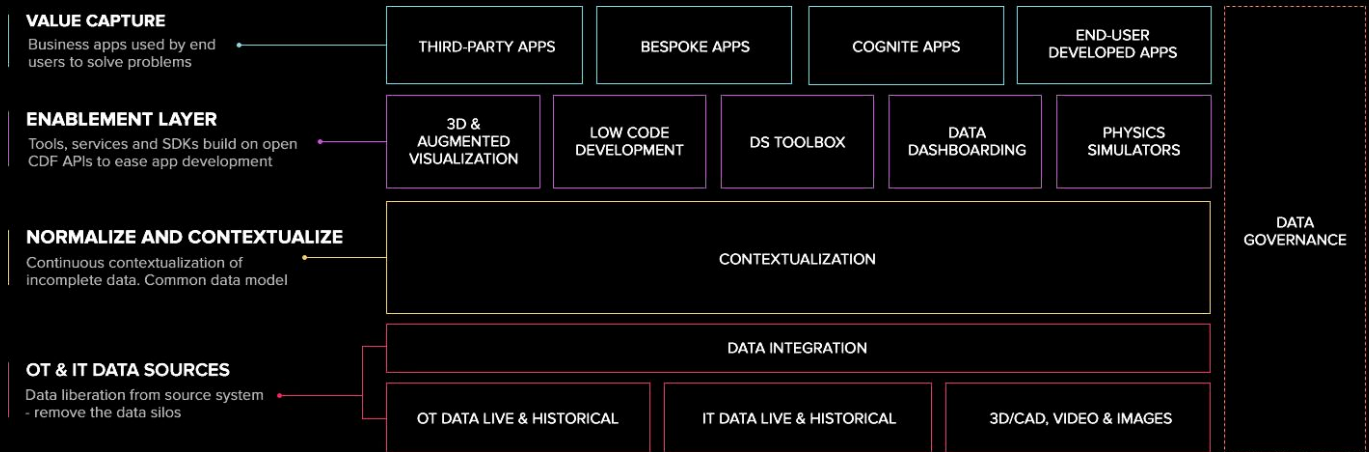 VALUE CAPTURE
Business apps used by end
users to solve problems
THIRD-PARTY APPS
BESPOKE APPS
COGNITE APPS
END-USER
DEVELOPED APPS
ENABLEMENT LAYER
Tools, services and SDKs build on open
CDF APIs to ease app development
3D &
AUGMENTED
VISUALIZATION
LOW CODE
DEVELOPMENT
DS TOOLBOX
DATA
DASHBOARDING
PHYSICS
SIMULATORS
NORMALIZE AND CONTEXTUALIZE
Continuous contextualization of
incomplete data. Common data model
CONTEXTUALIZATION
OT & IT DATA SOURCES
Data liberation from source system
- remove the data silos
DATA INTEGRATION
OT DATA LIVE & HISTORICAL
IT DATA LIVE & HISTORICAL
3D/CAD, VIDEO & IMAGES
DATA
GOVERNANCE